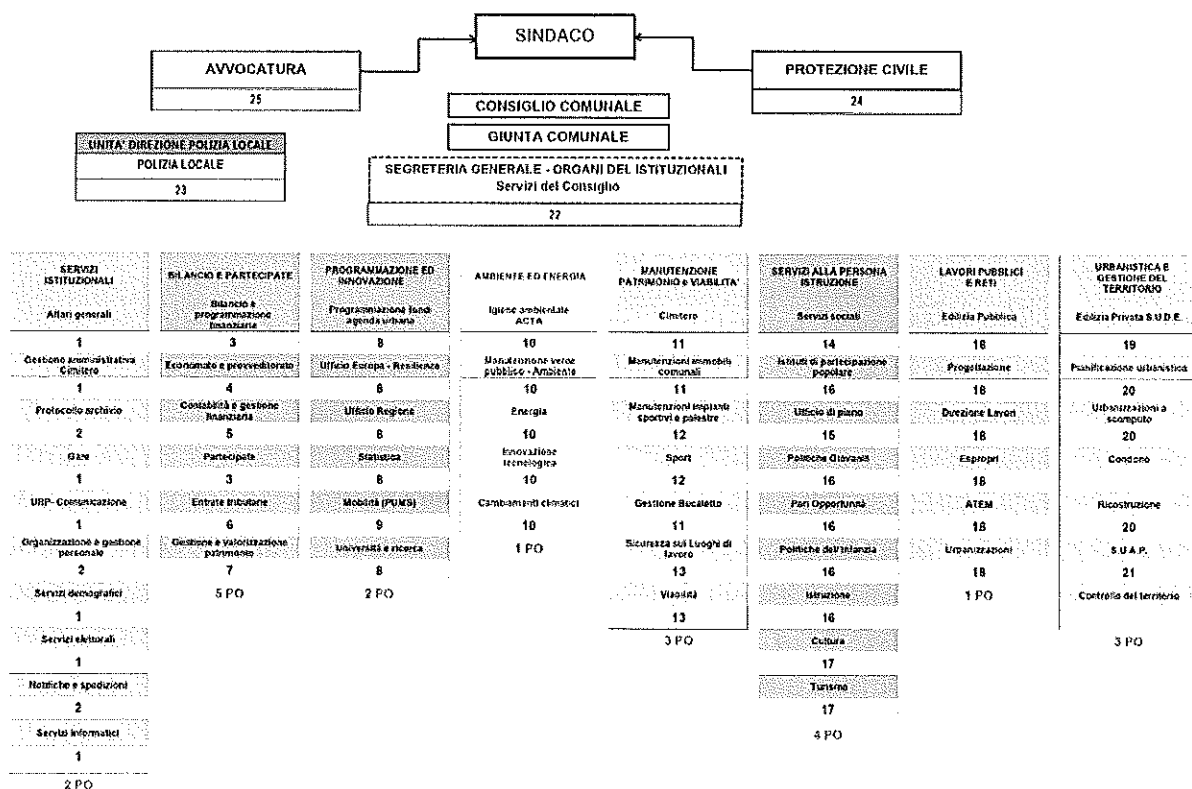 SINDACO
AVVOCATURA
25
PROTEZIONE CIVILE
24
CONSIGLIO COMUNALE
GIUNTA COMUNALE
UNITA' DIREZIONE POLIZIA LOCALE
POLIZIA LOCALE
23
SEGRETERIA GENERALE - ORGANI DEL ISTITUZIONALI
Servizi del Consiglio
22
SERVIZI
ISTITUZIONALI
Affari generali
1
Gestione amministrativa
Cimitero
1
Protocollo archivio
2
Gare
1
URP- Comunicazione
1
Organizzazione e gestione
personale
2
Servizi demografici
1
Servizi elettorali
1
Notifiche e spedizioni
2
Servizi informatici
1
2 PO
BILANCIO E PARTECIPATE
Bilancio e
programmazione
finanziaria
3
Economato e provveditorato
4
Contabilità e gestione
finanziaria
5
Partecipate
3
Entrate tributarie
6
Gestione e valorizzazione
patrimonio
7
5 PO
PROGRAMMAZIONE ED
INNOVAZIONE
Programmazione fondi
agenda urbana
8
Ufficio Europa - Resilienza
8
Ufficio Regione
8
Statistica
8
Mobilità (PUMS)
9
Università e ricerca
8
2 PO
AMBIENTE ED ENERGIA
Igiene ambientale
ACTA
10
Manutenzione verde
pubblico - Ambiente
10
Energia
10
Innovazione
tecnologica
10
Cambiamenti climatici
10
1 PO
MANUTENZIONE
PATRIMONIO e VIABILITA'
Cimitero
11
Manutenzioni immobili
comunali
11
Manutenzioni impianti
sportivi e palestre
12
Sport
12
Gestione Bucaletto
11
Sicurezza sui Luoghi di
lavoro
13
Viabilità
13
3 PO
SERVIZI ALLA PERSONA
ISTRUZIONE
Servizi sociali
14
Istituti di partecipazione
popolare
16
Ufficio di piano
15
Politiche Giovanili
16
Pari Opportunità
16
Politiche dell'infanzia
16
Istruzione
16
Cultura
17
Turismo
17
4 PO
LAVORI PUBBLICI
E RETI
Edilizia Pubblica
18
Progettazione
18
Direzione Lavori
18
Espropri
18
ATEM
18
Urbanizzazioni
18
1 PO
URBANISTICA E
GESTIONE DEL
TERRITORIO
Edilizia Privata S.U.D.E.
19
Pianificazione urbanistica
20
Urbanizzazioni a
scomputo
20
Condono
Ricostruzione
20
S.U.A.P.
21
Controllo del territorio
3 PO